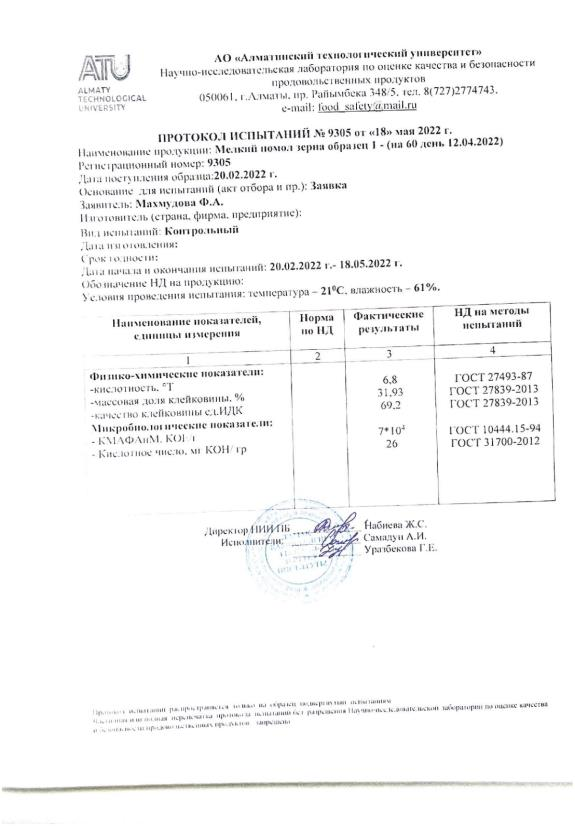 АО «Алматинский технологический университет»
Научно-исследовательская лаборатория по оценке качества и безопасности
продовольственных продуктов
050061, г.Алматы, пр. Райымбека 348/5, тел. 8(727)2774743.
e-mail: food_safety@mail.ru
ATU
ALMATY
TECHNOLOGICAL
UNIVERSITY
ПРОТОКОЛ ИСПЫТАНИЙ № 9305 от «18» мая 2022 г.
Наименование продукции: Мелкий помол зерна образец 1 - (на 60 день 12.04.2022)
Регистрационный номер: 9305
Дата поступления образца:20.02.2022 г.
Основание для испытаний (акт отбора и пр.): Заявка
Заявитель: Махмудова Ф.А.
Изготовитель (страна, фирма, предприятие):
Вид испытаний: Контрольный
Дата изготовления:
Срок годности:
Дата начала и окончания испытаний: 20.02.2022 г.- 18.05.2022 г.
Обозначение НД на продукцию:
Условия проведения испытания: температура – 21⁰С, влажность – 61%.
Наименование показателей, единицы измерения | Норма по НД | Фактические результаты | НД на методы испытаний
1 | 2 | 3 | 4
Физико-химические показатели:
-кислотность, °Т 6,8 ГОСТ 27493-87
-массовая доля клейковины, % 31,93 ГОСТ 27839-2013
-качество клейковины ед.ИДК 69,2 ГОСТ 27839-2013
Микробиологические показатели:
- КМАФАнМ, КОЕ/г 7*10⁴ ГОСТ 10444.15-94
- Кислотное число, мг КОН/ гр 26 ГОСТ 31700-2012
Директор НИИ ПБ Набиева Ж.С.
Исполнители: Самадун А.И.
Уразбекова Г.Е.
Протокол испытаний распространяется только на образец, подвергнутый испытаниям
Частичная или полная перепечатка протокола испытаний без разрешения Научно-исследовательской лаборатории по оценке качества
и безопасности продовольственных продуктов запрещена